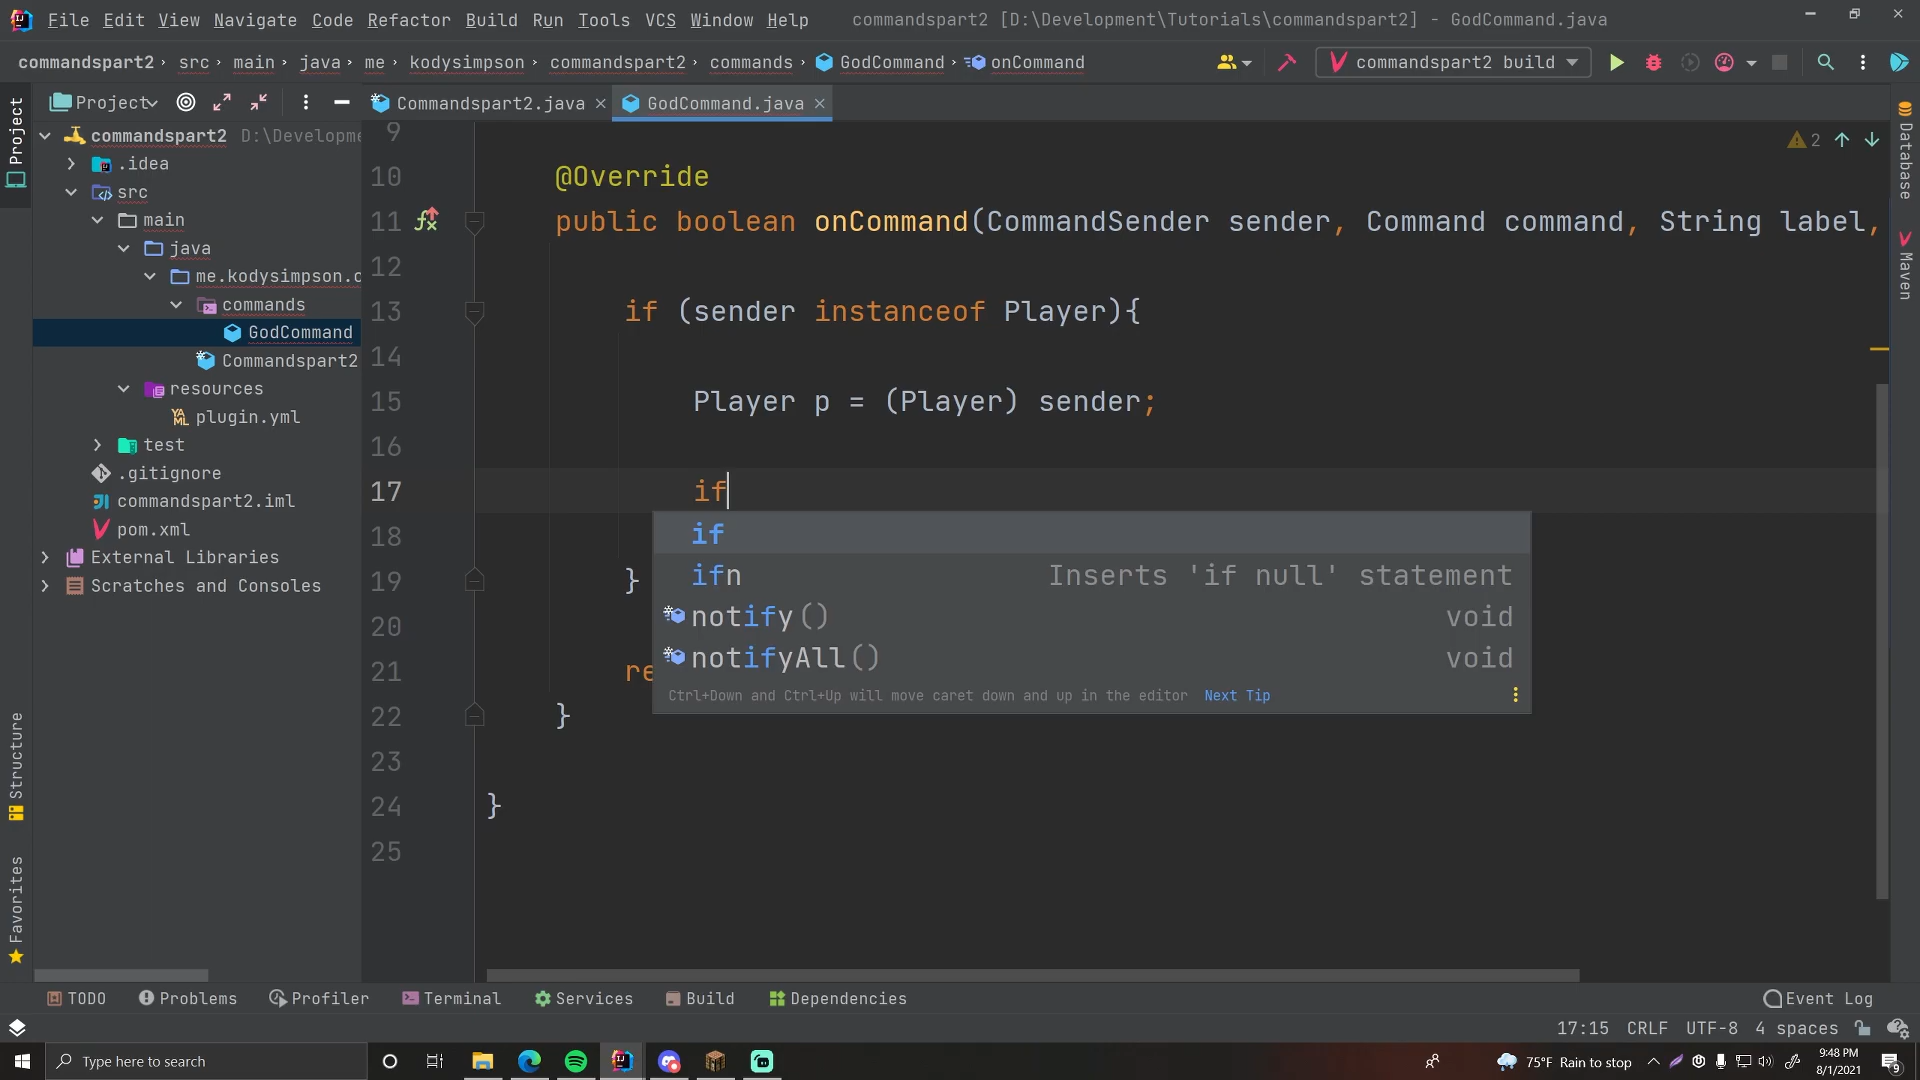 File Edit View Navigate Code Refactor Build Run Tools VCS Window Help commandspart2 [D:\Development\Tutorials\commandspart2] - GodCommand.java
commandspart2 › src › main › java › me › kodysimpson › commandspart2 › commands › GodCommand › onCommand commandspart2 build
Project Commandspart2.java GodCommand.java
Project
commandspart2 D:\Developme
.idea
src
main
java
me.kodysimpson.c
commands
GodCommand
Commandspart2
resources
plugin.yml
test
.gitignore
commandspart2.iml
pom.xml
External Libraries
Scratches and Consoles
Structure
Favorites
9
10 @Override
11 public boolean onCommand(CommandSender sender, Command command, String label,
12
13 if (sender instanceof Player){
14
15 Player p = (Player) sender;
16
17 if
18
19 }
20
21 re
22 }
23
24 }
25
if
ifn Inserts 'if null' statement
notify() void
notifyAll() void
Ctrl+Down and Ctrl+Up will move caret down and up in the editor Next Tip
2
Database
Maven
TODO Problems Profiler Terminal Services Build Dependencies Event Log
17:15 CRLF UTF-8 4 spaces
Type here to search 75°F Rain to stop 9:48 PM
8/1/2021
9